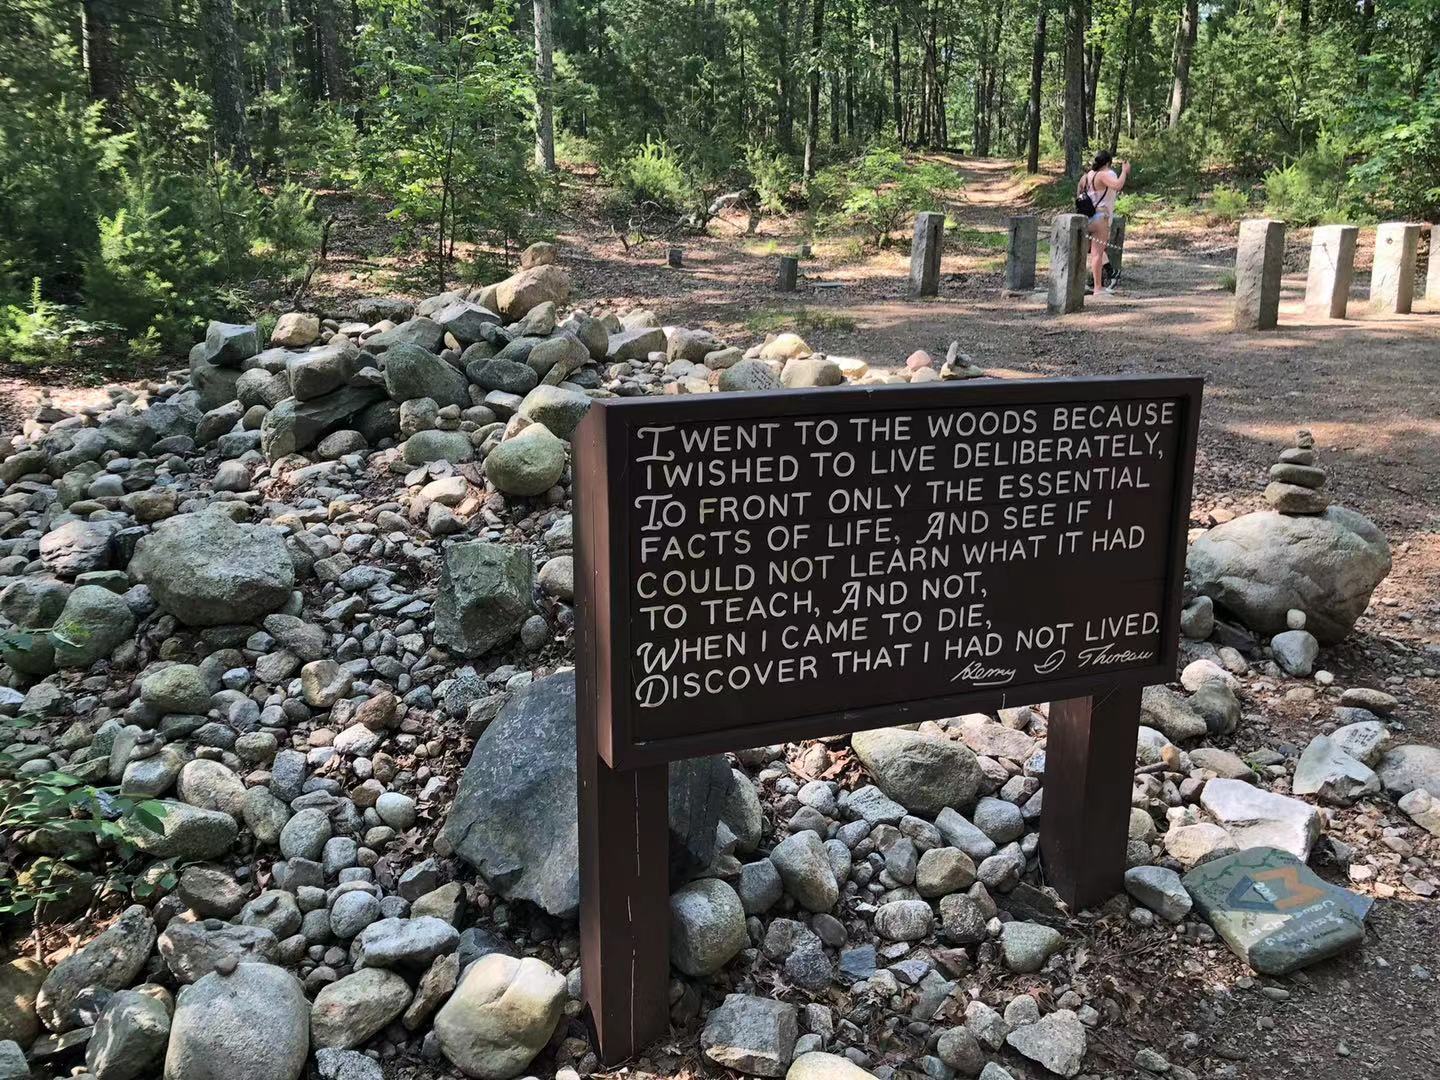 I WENT TO THE WOODS BECAUSE
I WISHED TO LIVE DELIBERATELY,
TO FRONT ONLY THE ESSENTIAL
FACTS OF LIFE, AND SEE IF I
COULD NOT LEARN WHAT IT HAD
TO TEACH, AND NOT,
WHEN I CAME TO DIE,
DISCOVER THAT I HAD NOT LIVED.
Henry D Thoreau